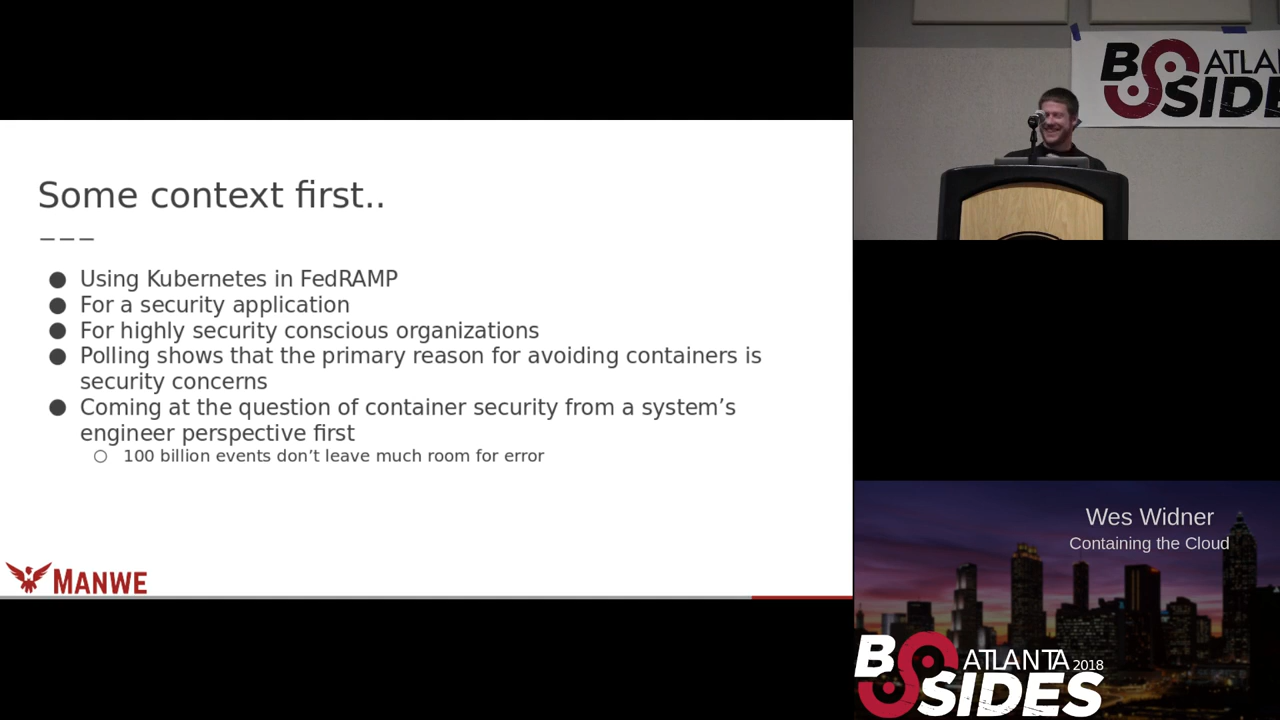 Some context first..
———
● Using Kubernetes in FedRAMP
● For a security application
● For highly security conscious organizations
● Polling shows that the primary reason for avoiding containers is
security concerns
● Coming at the question of container security from a system's
engineer perspective first
○ 100 billion events don't leave much room for error
MANWE
B ATLA
SIDE
Wes Widner
Containing the Cloud
B ATLANTA 2018
SIDES